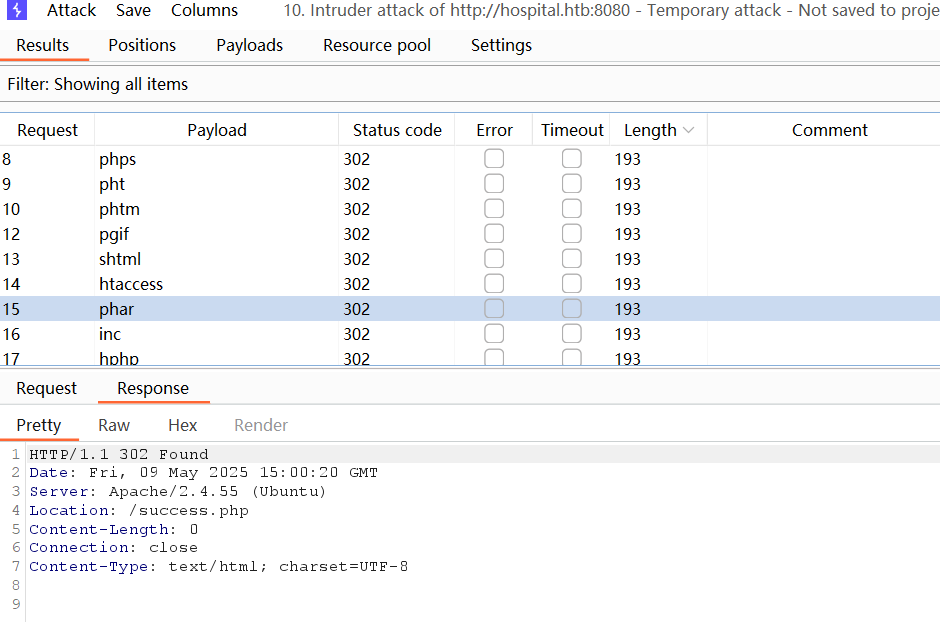 Attack Save Columns 10. Intruder attack of http://hospital.htb:8080 - Temporary attack - Not saved to proje
Results Positions Payloads Resource pool Settings
Filter: Showing all items
Request Payload Status code Error Timeout Length Comment
8 phps 302 193
9 pht 302 193
10 phtm 302 193
12 pgif 302 193
13 shtml 302 193
14 htaccess 302 193
15 phar 302 193
16 inc 302 193
17 hphp 302 193
Request Response
Pretty Raw Hex Render
1 HTTP/1.1 302 Found
2 Date: Fri, 09 May 2025 15:00:20 GMT
3 Server: Apache/2.4.55 (Ubuntu)
4 Location: /success.php
5 Content-Length: 0
6 Connection: close
7 Content-Type: text/html; charset=UTF-8
8
9